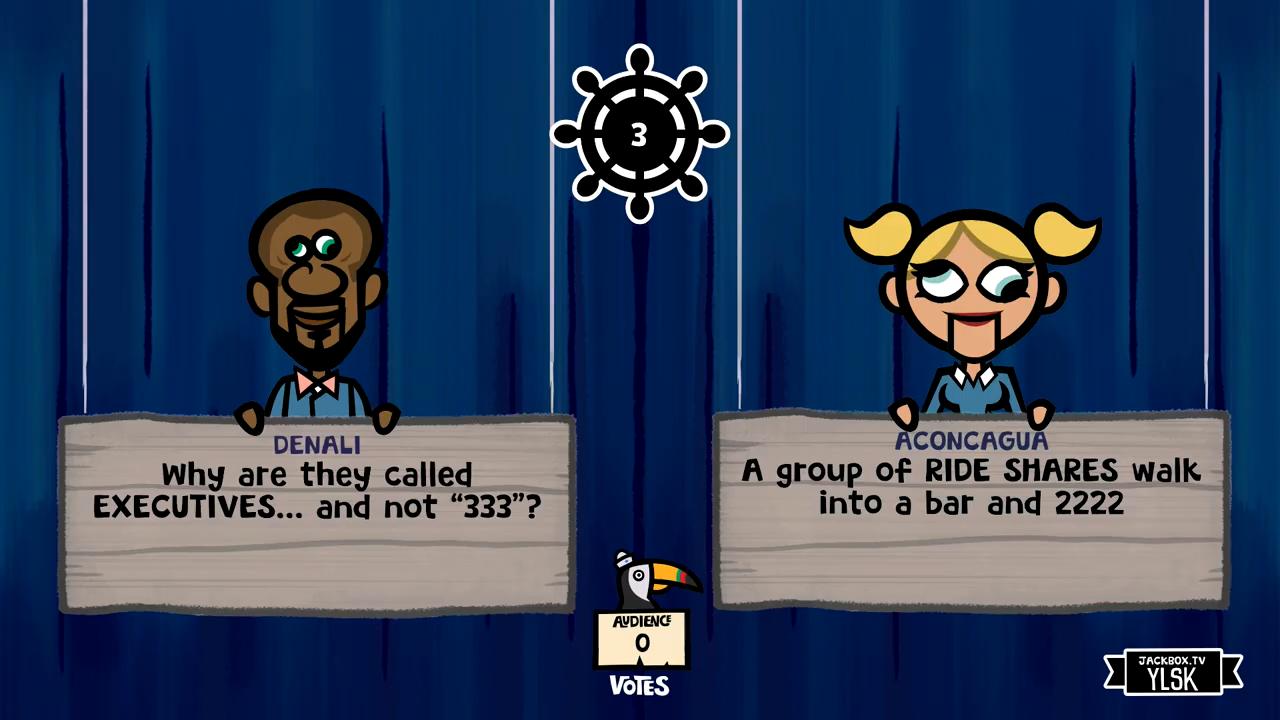 3
DENALI
Why are they called
EXECUTIVES... and not “333”?
ACONCAGUA
A group of RIDE SHARES walk
into a bar and 2222
AUDIENCE
0
VOTES
JACKBOX.TV
YLSK